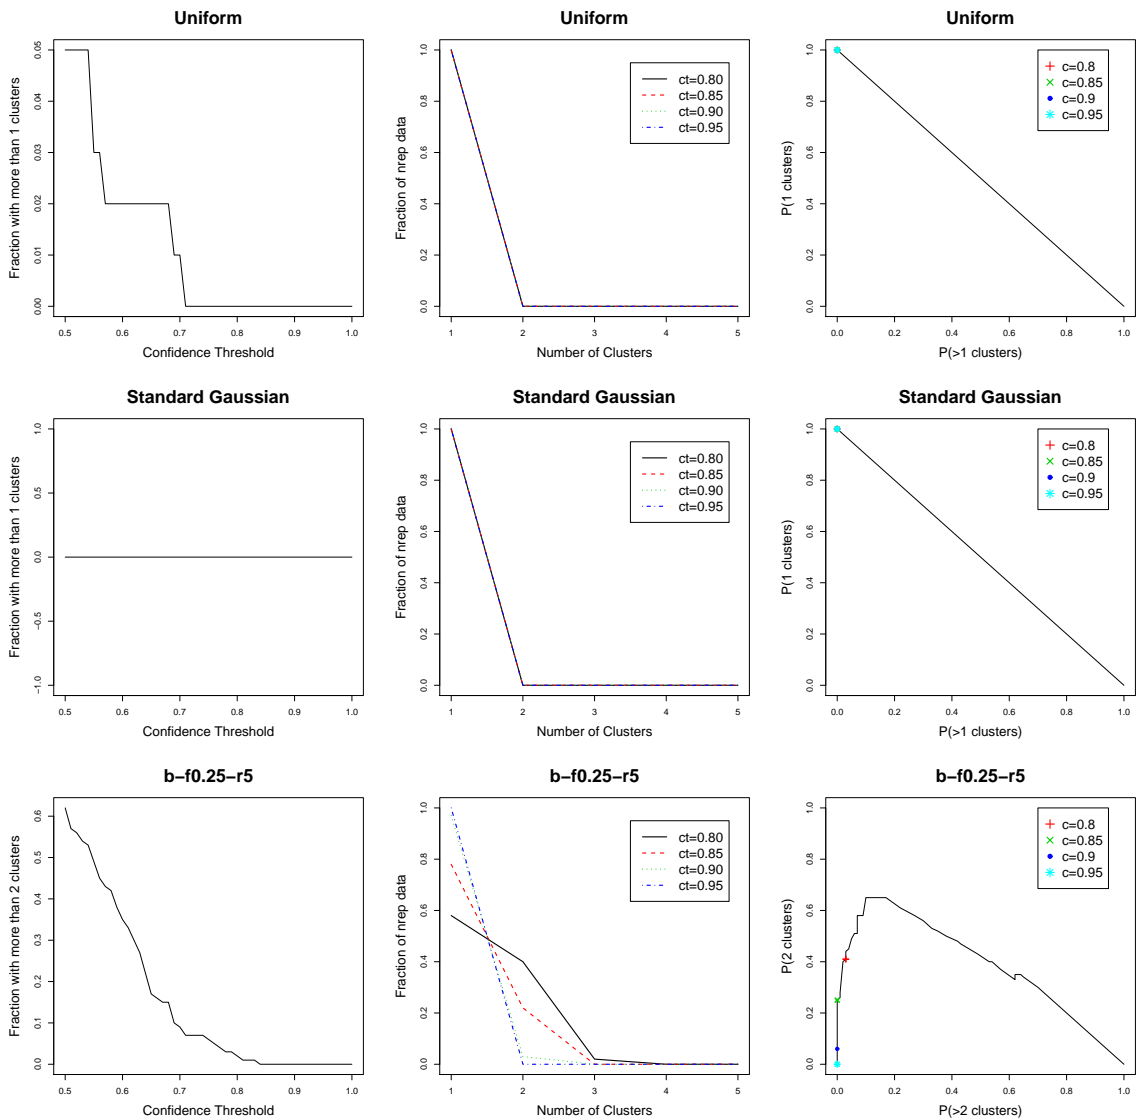 Uniform
Fraction with more than 1 clusters
0.00 0.01 0.02 0.03 0.04 0.05
0.5 0.6 0.7 0.8 0.9 1.0
Confidence Threshold
Uniform
Fraction of nrep data
0.0 0.2 0.4 0.6 0.8 1.0
ct=0.80
ct=0.85
ct=0.90
ct=0.95
1 2 3 4 5
Number of Clusters
Uniform
P(1 clusters)
0.0 0.2 0.4 0.6 0.8 1.0
c=0.8
c=0.85
c=0.9
c=0.95
0.0 0.2 0.4 0.6 0.8 1.0
P(>1 clusters)
Standard Gaussian
Fraction with more than 1 clusters
−1.0 −0.5 0.0 0.5 1.0
0.5 0.6 0.7 0.8 0.9 1.0
Confidence Threshold
Standard Gaussian
Fraction of nrep data
0.0 0.2 0.4 0.6 0.8 1.0
ct=0.80
ct=0.85
ct=0.90
ct=0.95
1 2 3 4 5
Number of Clusters
Standard Gaussian
P(1 clusters)
0.0 0.2 0.4 0.6 0.8 1.0
c=0.8
c=0.85
c=0.9
c=0.95
0.0 0.2 0.4 0.6 0.8 1.0
P(>1 clusters)
b−f0.25−r5
Fraction with more than 2 clusters
0.0 0.1 0.2 0.3 0.4 0.5 0.6
0.5 0.6 0.7 0.8 0.9 1.0
Confidence Threshold
b−f0.25−r5
Fraction of nrep data
0.0 0.2 0.4 0.6 0.8 1.0
ct=0.80
ct=0.85
ct=0.90
ct=0.95
1 2 3 4 5
Number of Clusters
b−f0.25−r5
P(2 clusters)
0.0 0.2 0.4 0.6 0.8 1.0
c=0.8
c=0.85
c=0.9
c=0.95
0.0 0.2 0.4 0.6 0.8 1.0
P(>2 clusters)